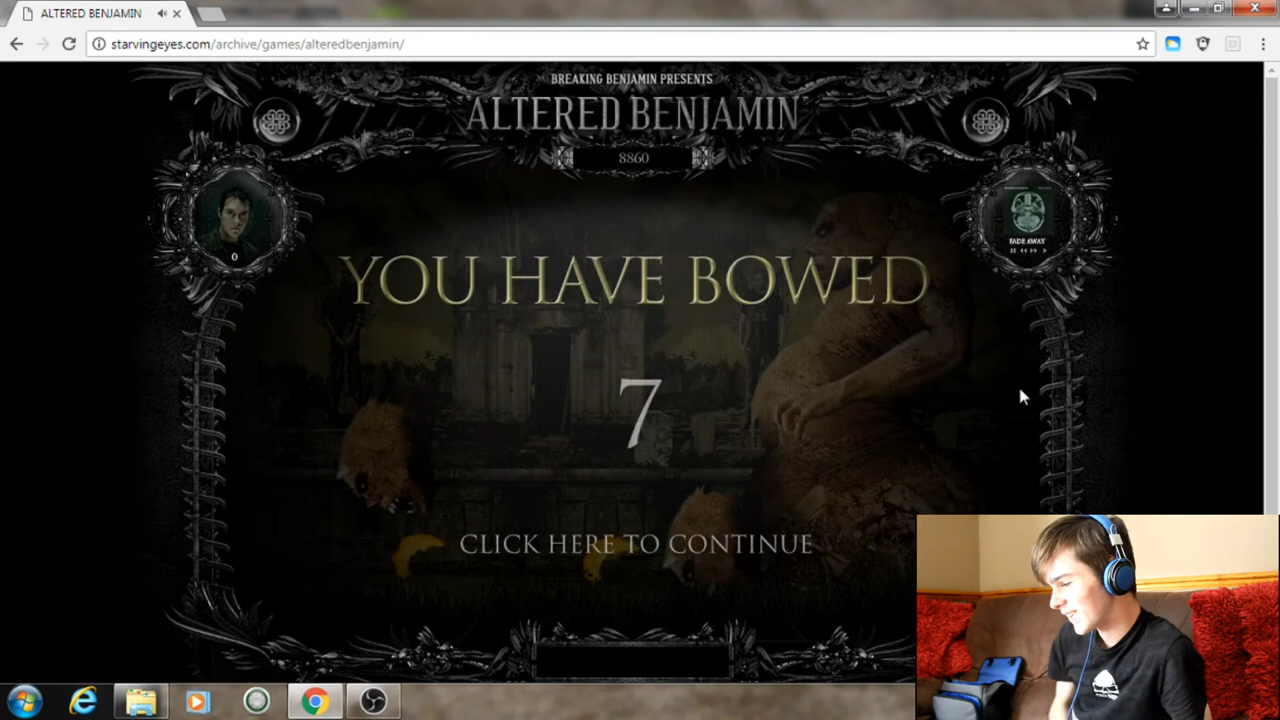 ALTERED BENJAMIN
starvingeyes.com/archive/games/alteredbenjamin/
BREAKING BENJAMIN PRESENTS
ALTERED BENJAMIN
8860
0
FADE AWAY
YOU HAVE BOWED
7
CLICK HERE TO CONTINUE